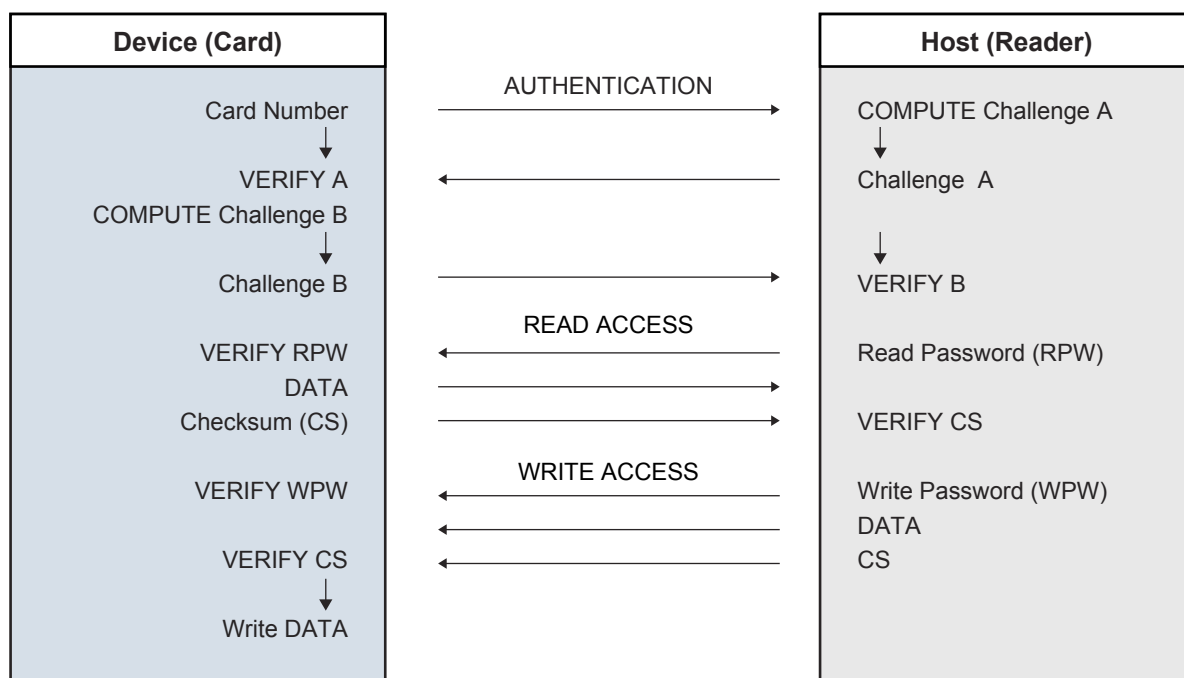 Device (Card)
Host (Reader)
AUTHENTICATION
Card Number
COMPUTE Challenge A
VERIFY A
Challenge A
COMPUTE Challenge B
Challenge B
VERIFY B
READ ACCESS
VERIFY RPW
Read Password (RPW)
DATA
Checksum (CS)
VERIFY CS
WRITE ACCESS
VERIFY WPW
Write Password (WPW)
DATA
VERIFY CS
CS
Write DATA